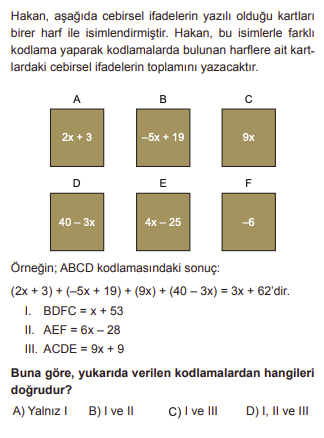 Hakan, aşağıda cebirsel ifadelerin yazılı olduğu kartları
birer harf ile isimlendirmiştir. Hakan, bu isimlerle farklı
kodlama yaparak kodlamalarda bulunan harflere ait kart-
lardaki cebirsel ifadelerin toplamını yazacaktır.
A B C
2x + 3 –5x + 19 9x
D E F
40 – 3x 4x – 25 –6
Örneğin; ABCD kodlamasındaki sonuç:
(2x + 3) + (–5x + 19) + (9x) + (40 – 3x) = 3x + 62'dir.
I. BDFC = x + 53
II. AEF = 6x – 28
III. ACDE = 9x + 9
Buna göre, yukarıda verilen kodlamalardan hangileri
doğrudur?
A) Yalnız I B) I ve II C) I ve III D) I, II ve III